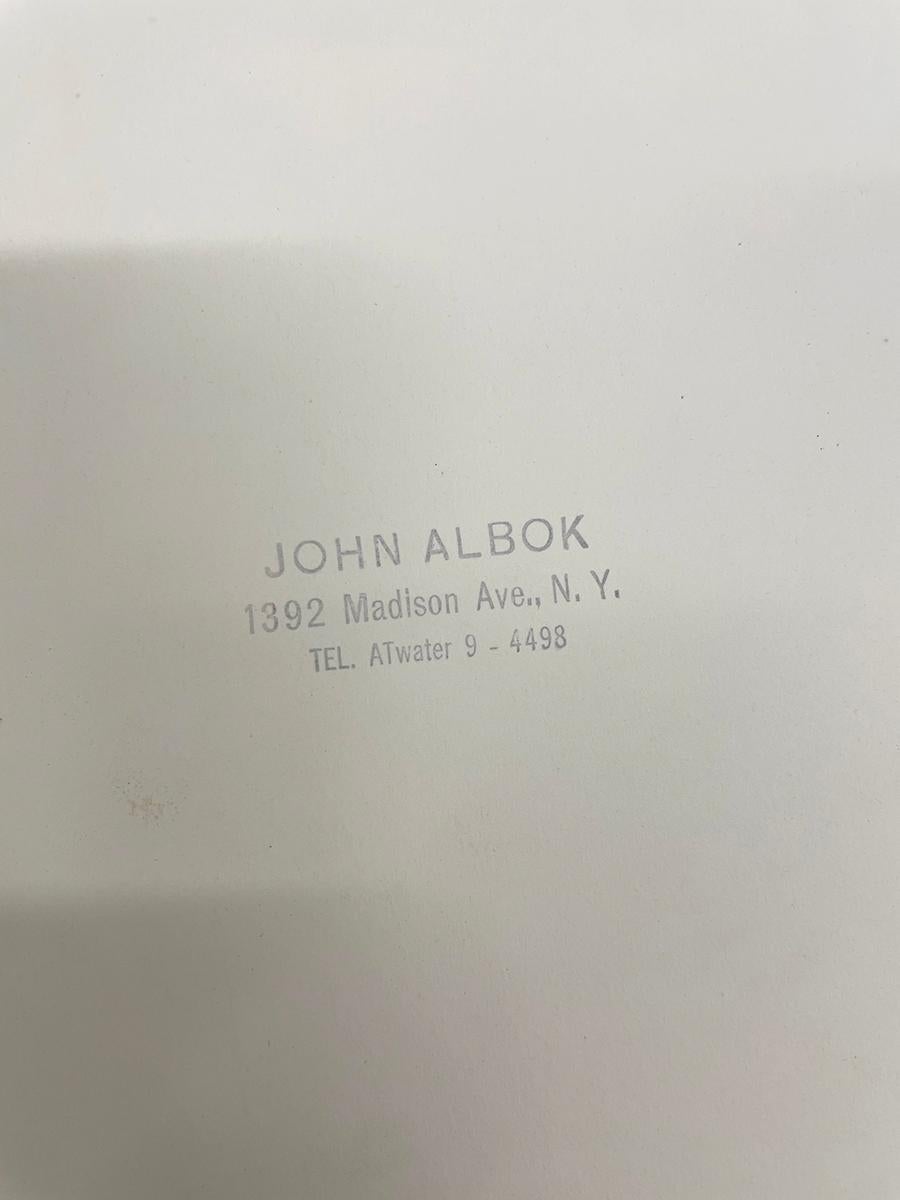 JOHN ALBOK
1392 Madison Ave., N. Y.
TEL. ATwater 9 - 4498